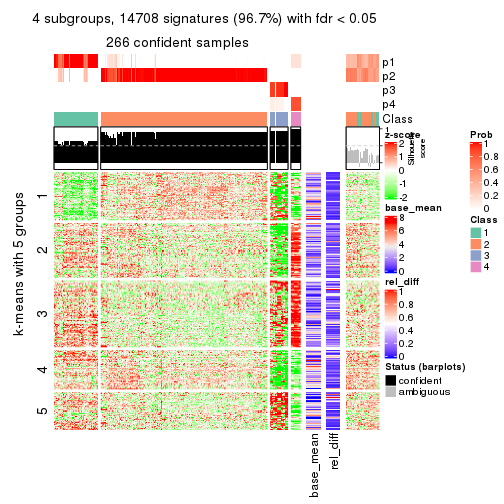 4 subgroups, 14708 signatures (96.7%) with fdr < 0.05
266 confident samples
p1
p2
p3
p4
Class
1
Silhouette
score
k-means with 5 groups
1
2
3
4
5
base_mean
rel_diff
z-score
2
1
0
-1
-2
base_mean
8
6
4
2
0
rel_diff
1
0.8
0.6
0.4
0.2
0
Status (barplots)
confident
ambiguous
Prob
1
0.8
0.6
0.4
0.2
0
Class
1
2
3
4